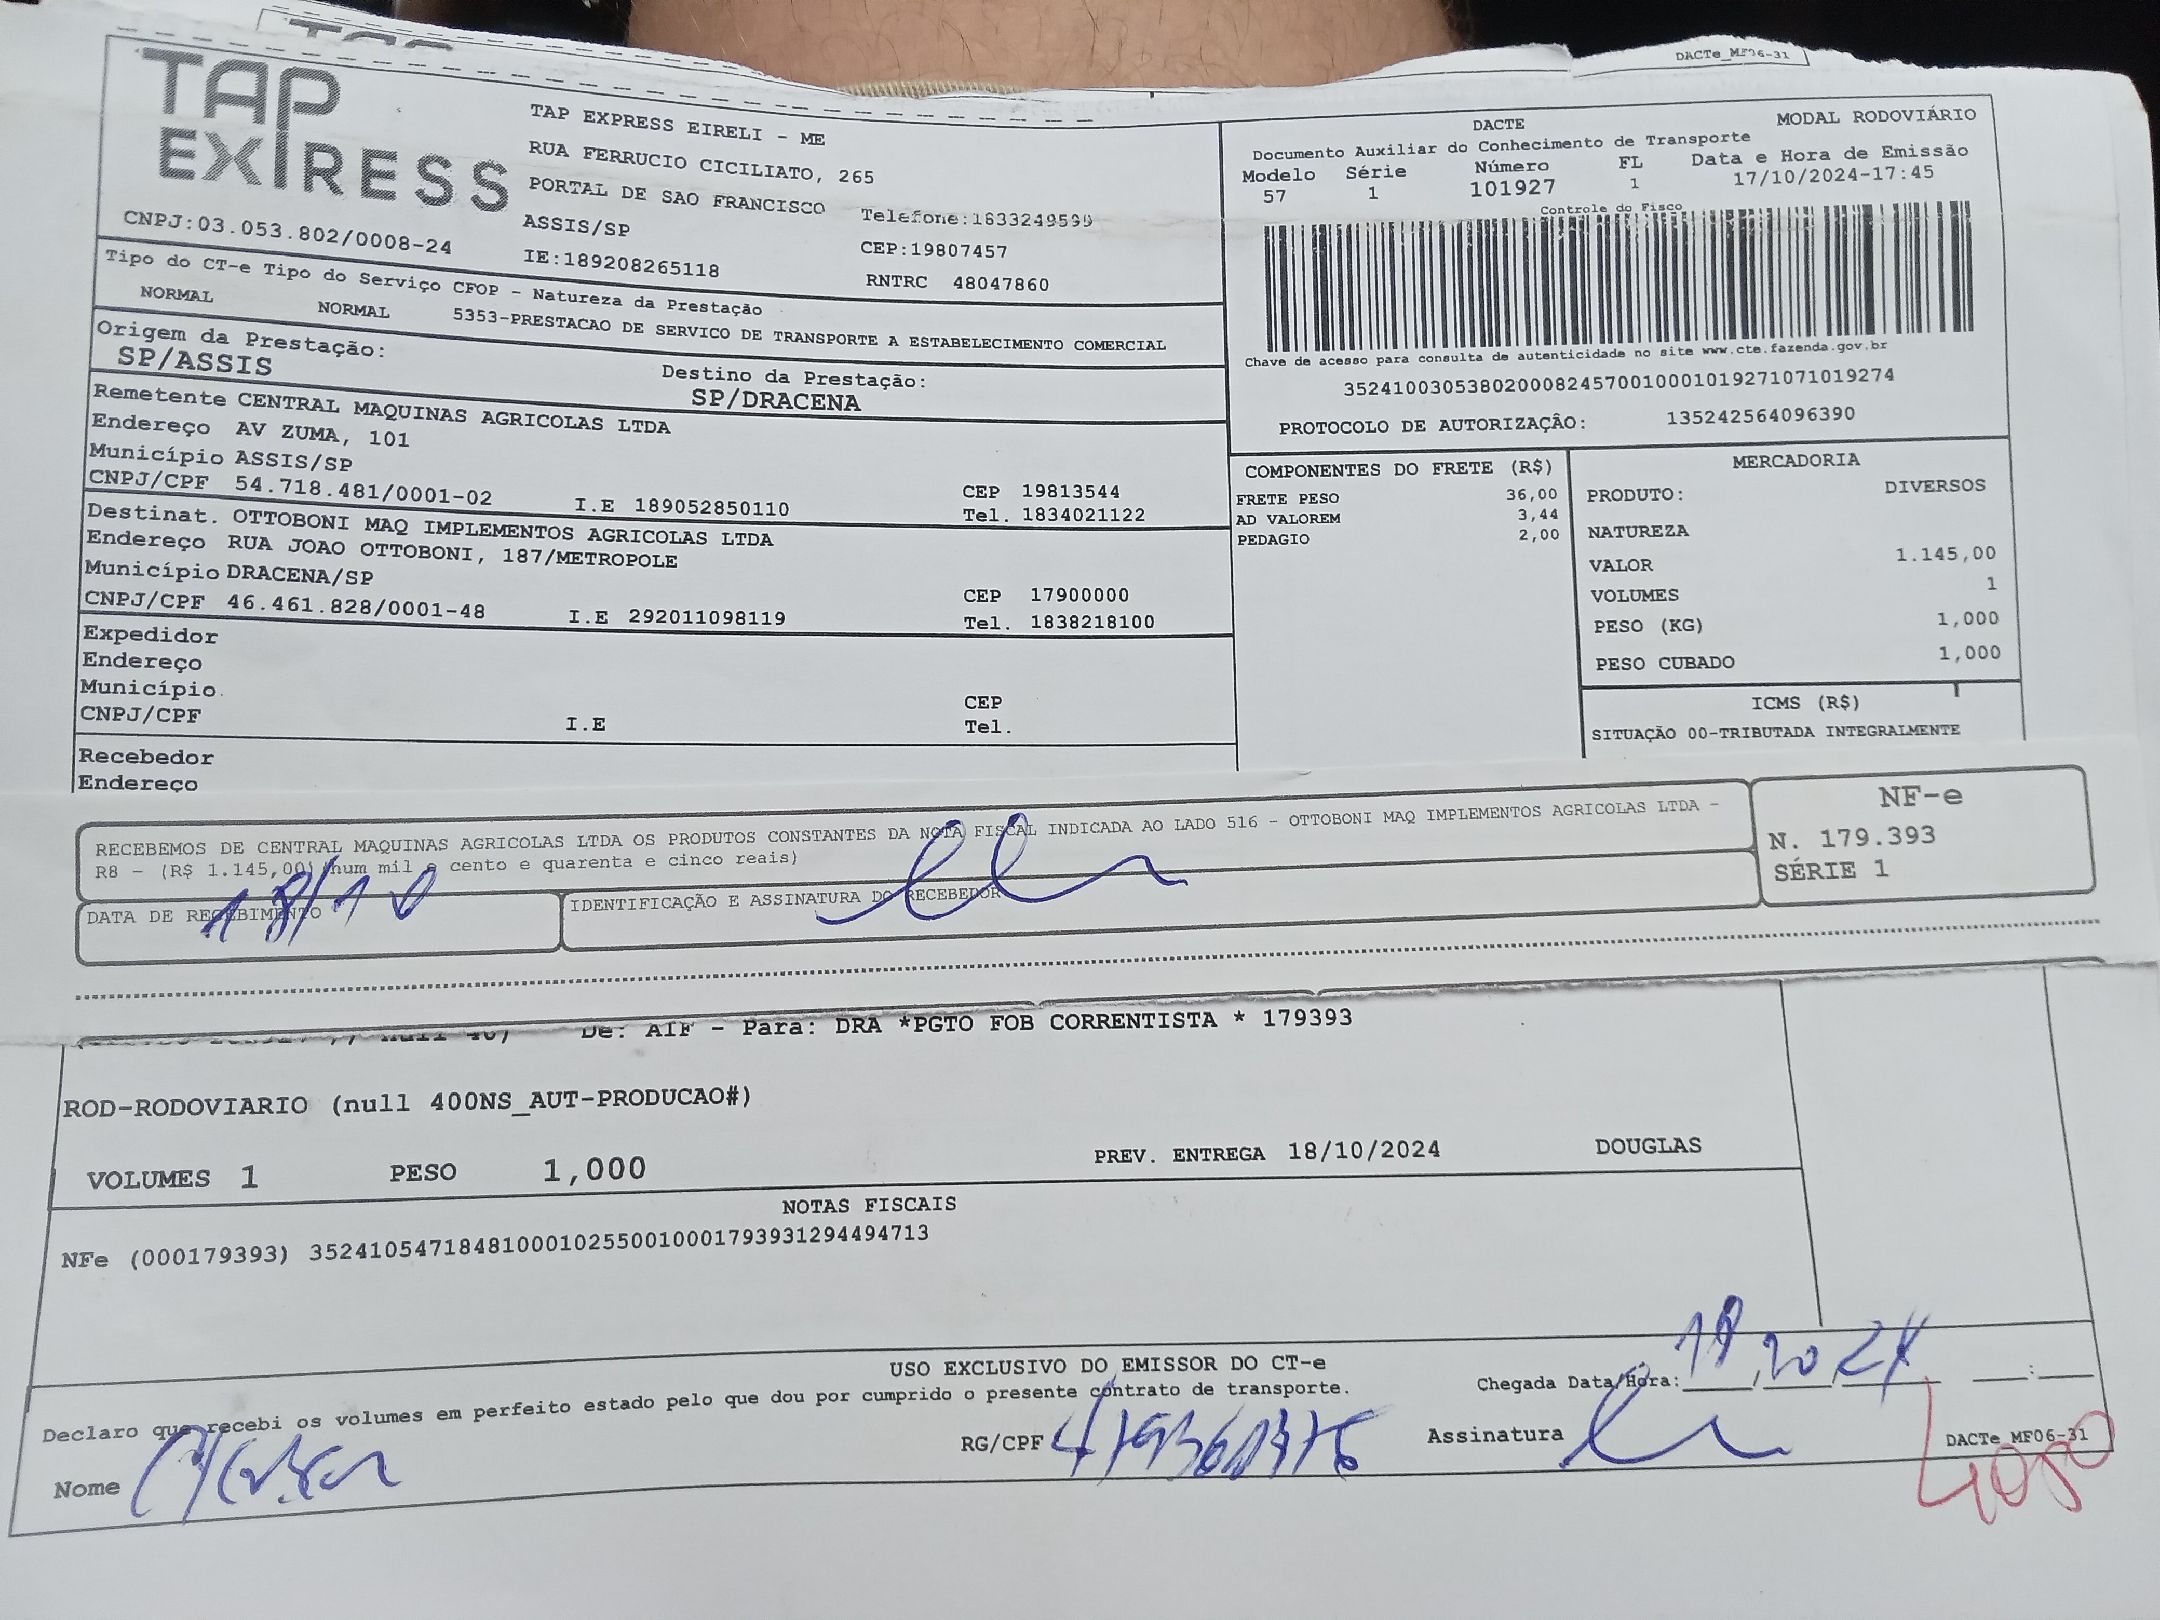 DACTe_MF06-31
TAP EXPRESS
TAP EXPRESS EIRELI - ME
RUA FERRUCIO CICILIATO, 265
PORTAL DE SAO FRANCISCO
Telefone:1833249599
ASSIS/SP
CEP:19807457
CNPJ:03.053.802/0008-24
IE:189208265118
RNTRC 48047860
DACTE
MODAL RODOVIÁRIO
Documento Auxiliar do Conhecimento de Transporte
Modelo Série Número FL Data e Hora de Emissão
57 1 101927 1 17/10/2024-17:45
Controle do Fisco
Chave de acesso para consulta de autenticidade no site www.cte.fazenda.gov.br
35241003053802000824570010001019271071019274
PROTOCOLO DE AUTORIZAÇÃO: 135242564096390
Tipo do CT-e Tipo do Serviço CFOP - Natureza da Prestação
NORMAL NORMAL 5353-PRESTACAO DE SERVICO DE TRANSPORTE A ESTABELECIMENTO COMERCIAL
Origem da Prestação: Destino da Prestação:
SP/ASSIS SP/DRACENA
Remetente CENTRAL MAQUINAS AGRICOLAS LTDA
Endereço AV ZUMA, 101
Município ASSIS/SP CEP 19813544
CNPJ/CPF 54.718.481/0001-02 I.E 189052850110 Tel. 1834021122
Destinat. OTTOBONI MAQ IMPLEMENTOS AGRICOLAS LTDA
Endereço RUA JOAO OTTOBONI, 187/METROPOLE
Município DRACENA/SP CEP 17900000
CNPJ/CPF 46.461.828/0001-48 I.E 292011098119 Tel. 1838218100
Expedidor
Endereço
Município CEP
CNPJ/CPF I.E Tel.
Recebedor
Endereço
COMPONENTES DO FRETE (R$)
FRETE PESO 36,00
AD VALOREM 3,44
PEDAGIO 2,00
MERCADORIA
PRODUTO: DIVERSOS
NATUREZA
VALOR 1.145,00
VOLUMES 1
PESO (KG) 1,000
PESO CUBADO 1,000
ICMS (R$)
SITUAÇÃO 00-TRIBUTADA INTEGRALMENTE
RECEBEMOS DE CENTRAL MAQUINAS AGRICOLAS LTDA OS PRODUTOS CONSTANTES DA NOTA FISCAL INDICADA AO LADO 516 - OTTOBONI MAQ IMPLEMENTOS AGRICOLAS LTDA -
R8 - (R$ 1.145,00)(hum mil e cento e quarenta e cinco reais)
DATA DE RECEBIMENTO 18/10
IDENTIFICAÇÃO E ASSINATURA DO RECEBEDOR
NF-e
N. 179.393
SÉRIE 1
De: AIF - Para: DRA *PGTO FOB CORRENTISTA * 179393
ROD-RODOVIARIO (null 400NS_AUT-PRODUCAO#)
VOLUMES 1 PESO 1,000 PREV. ENTREGA 18/10/2024 DOUGLAS
NOTAS FISCAIS
NFe (000179393) 35241054718481000102550010001793931294494713
USO EXCLUSIVO DO EMISSOR DO CT-e
Declaro que recebi os volumes em perfeito estado pelo que dou por cumprido o presente contrato de transporte.
Chegada Data/Hora:
Nome
RG/CPF
Assinatura
DACTe MF06-31